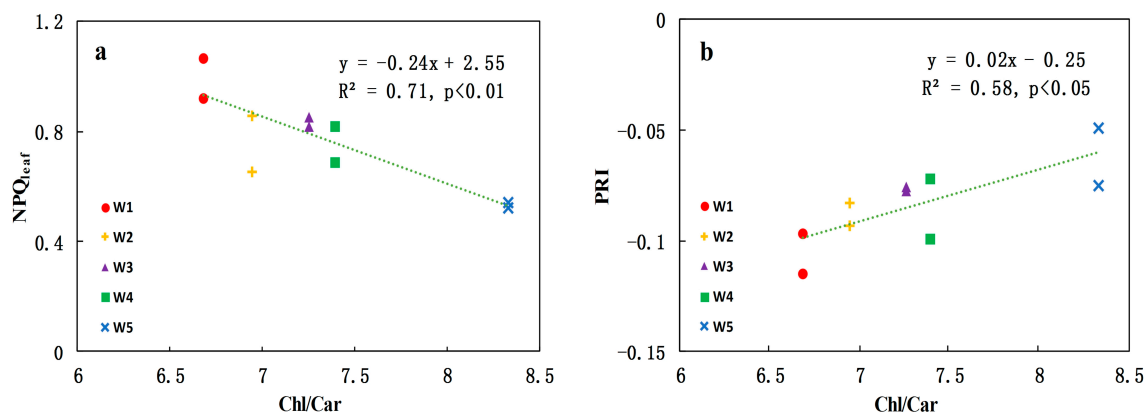 a
y = -0.24x + 2.55
R² = 0.71, p<0.01
NPQleaf
1.2
0.8
0.4
0
W1
W2
W3
W4
W5
6 6.5 7 7.5 8 8.5
Chl/Car
b
y = 0.02x - 0.25
R² = 0.58, p<0.05
PRI
0
-0.05
-0.1
-0.15
W1
W2
W3
W4
W5
6 6.5 7 7.5 8 8.5
Chl/Car